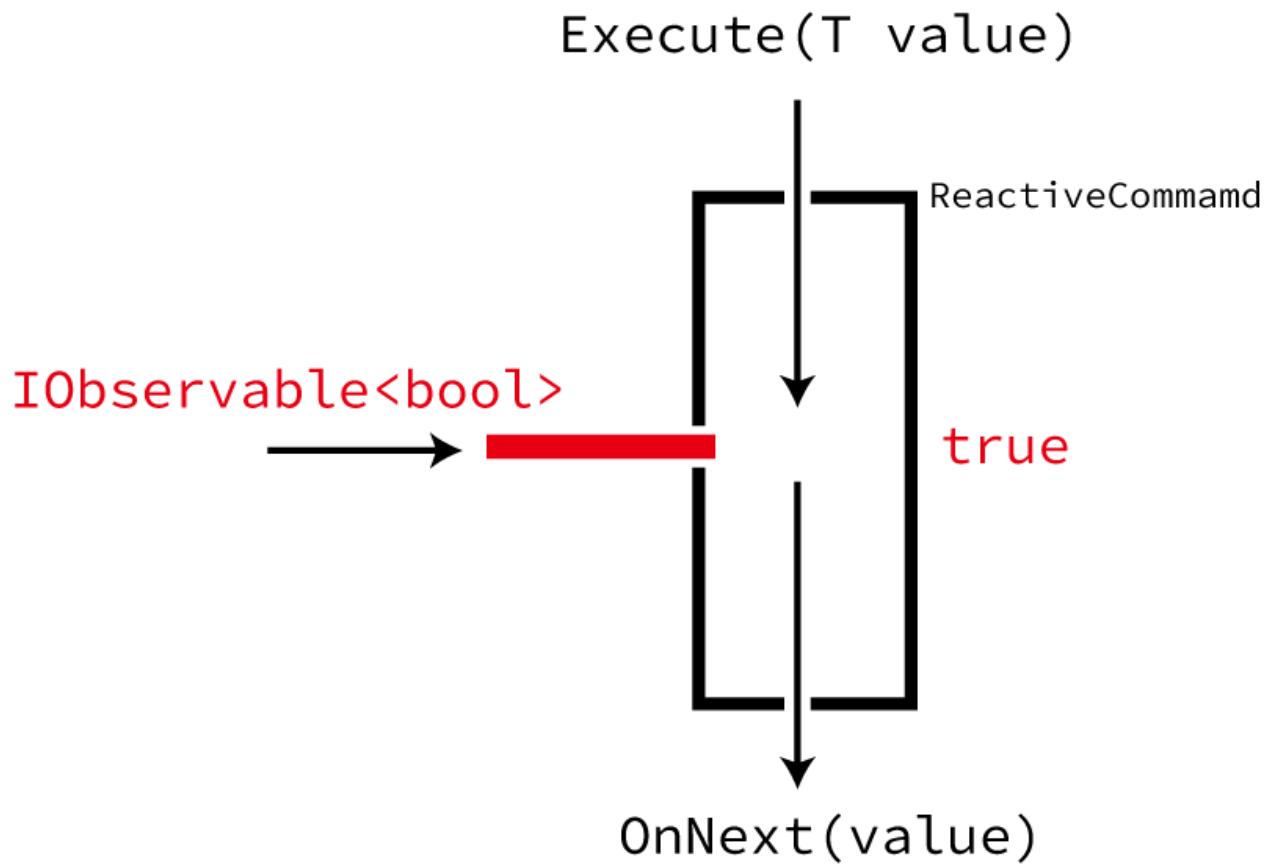 Execute(T value)
ReactiveCommamd
IObservable<bool>
true
OnNext(value)